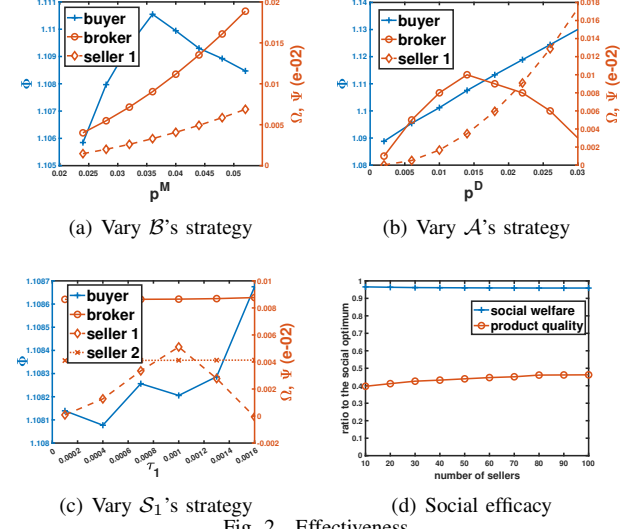 1.111
1.11
1.109
1.108
1.107
1.106
1.105
Φ
buyer
broker
seller 1
0.02
0.015
0.01
0.005
0
Ω, Ψ (e-02)
0.02 0.025 0.03 0.035 0.04 0.045 0.05 0.055
p^M
(a) Vary B's strategy
1.14
1.13
1.12
1.11
1.1
1.09
1.08
Φ
buyer
broker
seller 1
0.018
0.016
0.014
0.012
0.010
0.008
0.006
0.004
0.002
0
Ω, Ψ (e-02)
0 0.005 0.01 0.015 0.02 0.025 0.03
p^D
(b) Vary A's strategy
1.1087
1.1086
1.1085
1.1084
1.1083
1.1082
1.1081
1.108
Φ
buyer
broker
seller 1
seller 2
0.01
0.008
0.006
0.004
0.002
0
-0.002
Ω, Ψ (e-02)
0 0.0002 0.0004 0.0006 0.0008 0.001 0.0012 0.0014 0.0016
τ1
(c) Vary S1's strategy
1
0.9
0.8
0.7
0.6
0.5
0.4
0.3
0.2
0.1
0
ratio to the social optimum
social welfare
product quality
10 20 30 40 50 60 70 80 90 100
number of sellers
(d) Social efficacy
Fig. 2. Effectiveness